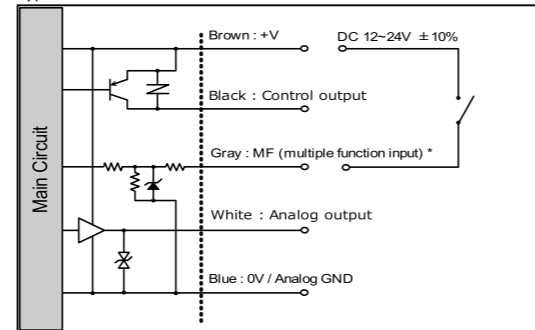 Main Circuit
Brown : +V
DC 12~24V ±10%
Black : Control output
Gray : MF (multiple function input) *
White : Analog output
Blue : 0V / Analog GND